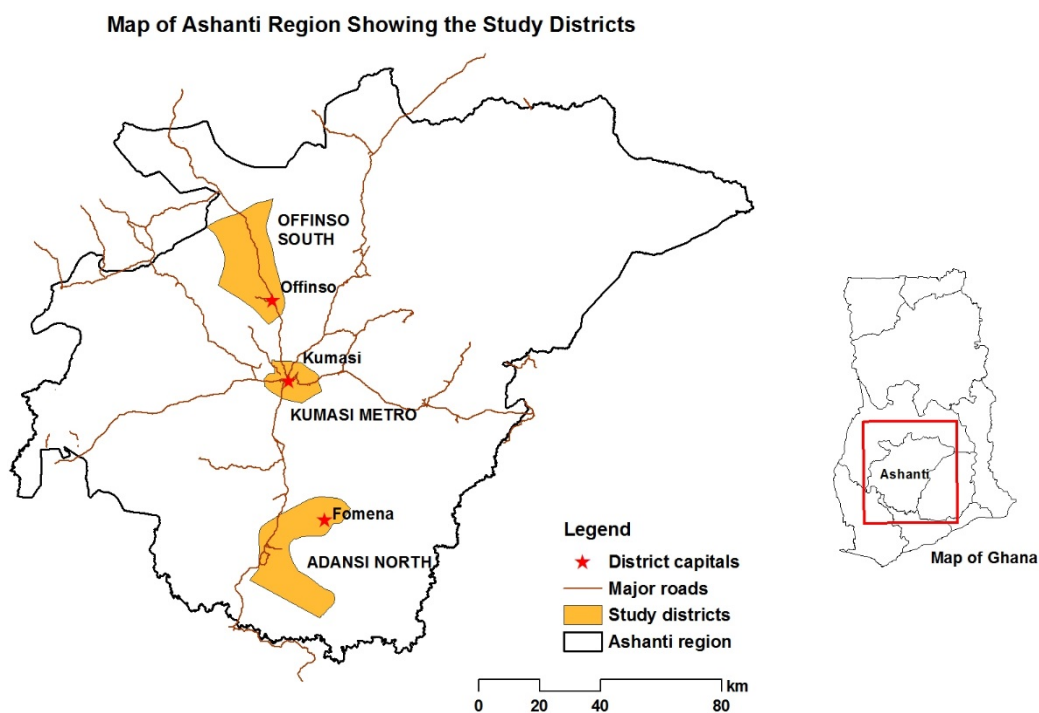 Map of Ashanti Region Showing the Study Districts
OFFINSO
SOUTH
Offinso
Kumasi
KUMASI METRO
Fomena
ADANSI NORTH
Legend
District capitals
Major roads
Study districts
Ashanti region
0 20 40 80
km
Ashanti
Map of Ghana